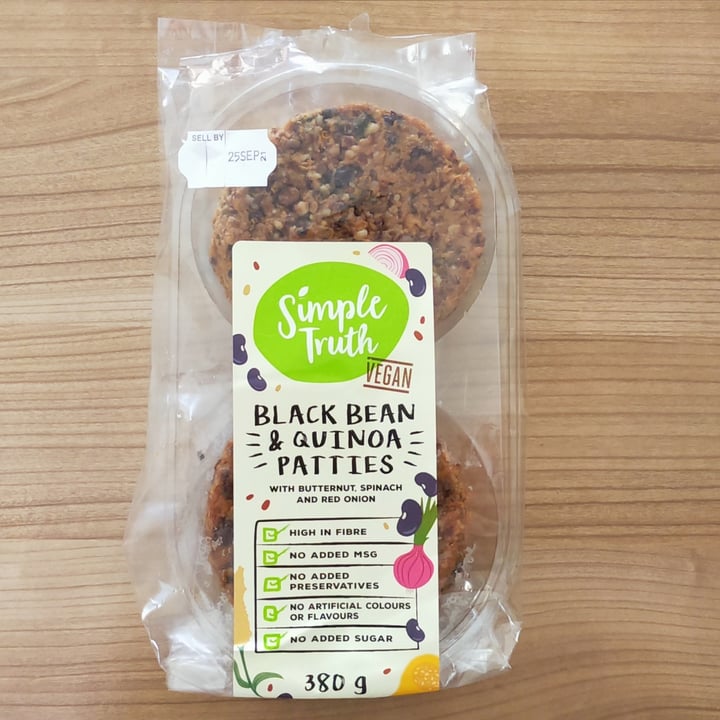 SELL BY
25SEP
Simple
Truth
VEGAN
BLACK BEAN
& QUINOA
PATTIES
WITH BUTTERNUT, SPINACH
AND RED ONION
HIGH IN FIBRE
NO ADDED MSG
NO ADDED
PRESERVATIVES
NO ARTIFICIAL COLOURS
OR FLAVOURS
NO ADDED SUGAR
380 g